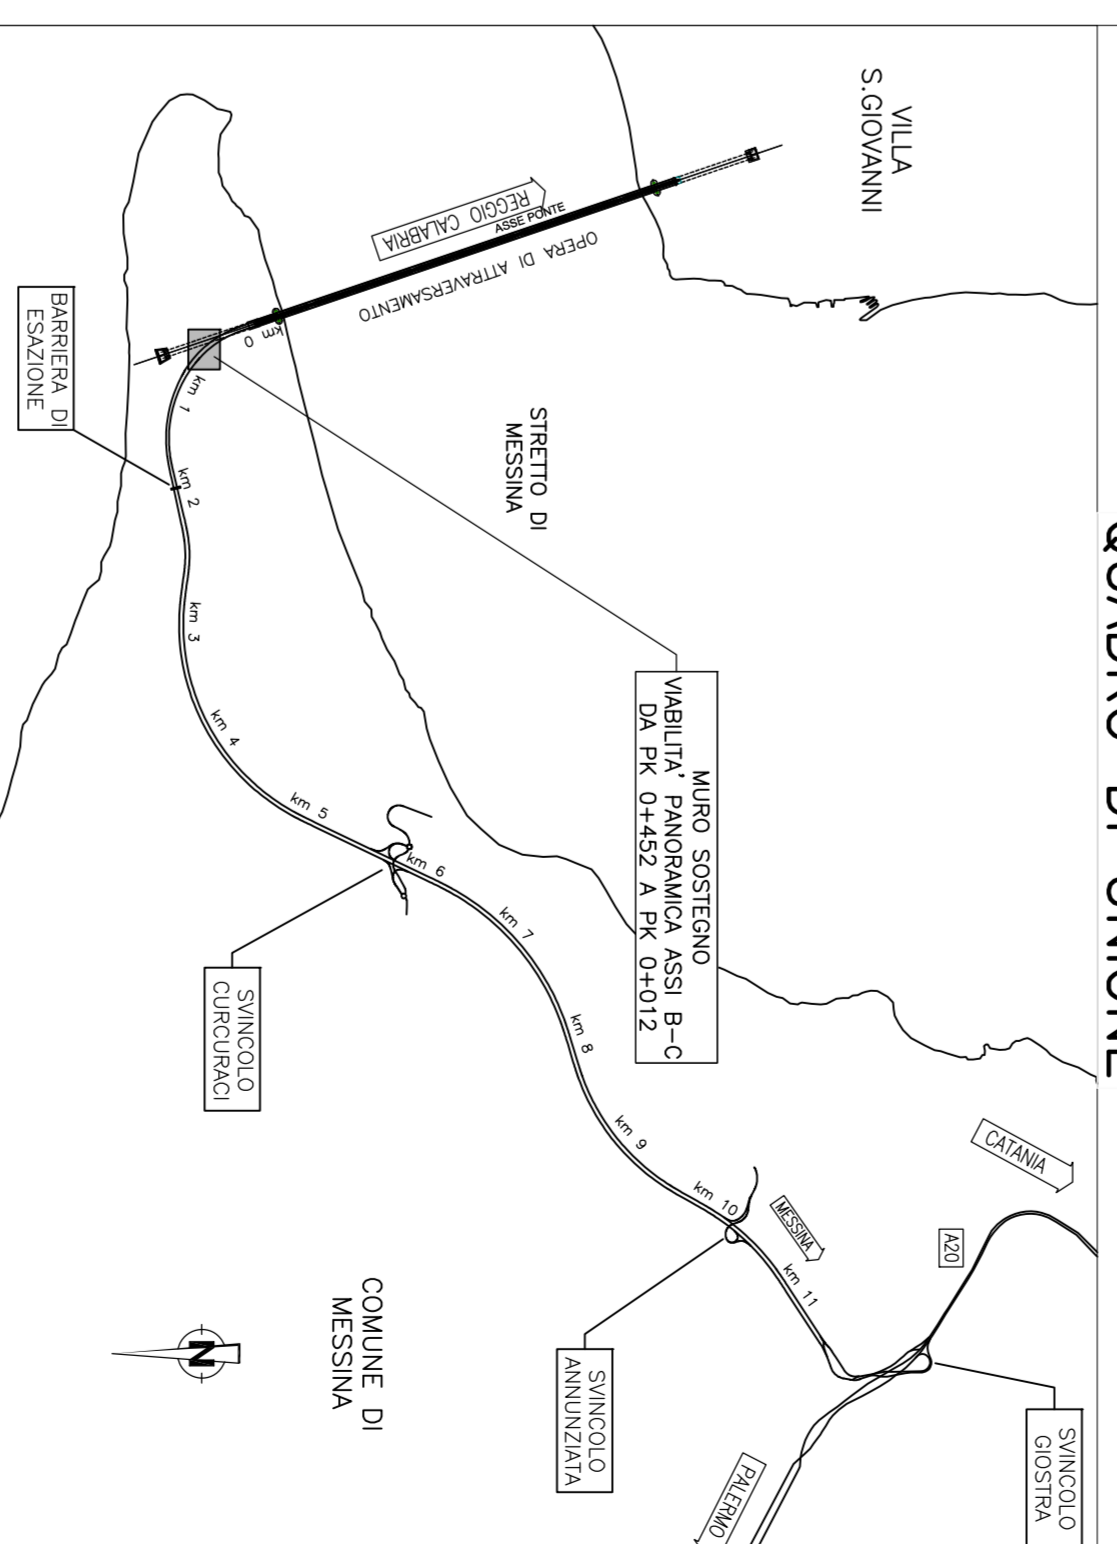 QUADRO DI UNIONE
VILLA
S.GIOVANNI
REGGIO CALABRIA
ASSE PONTE
OPERA DI ATTRAVERSAMENTO
STRETTO DI
MESSINA
BARRIERA DI
ESAZIONE
km 0
km 1
km 2
km 3
km 4
km 5
km 6
km 7
km 8
km 9
km 10
km 11
MURO SOSTEGNO
VIABILITA' PANORAMICA ASSI B-C
DA PK 0+452 A PK 0+012
SVINCOLO
CURCURACI
CATANIA
A20
MESSINA
SVINCOLO
ANNUNZIATA
SVINCOLO
GIOSTRA
PALERMO
COMUNE DI
MESSINA
N